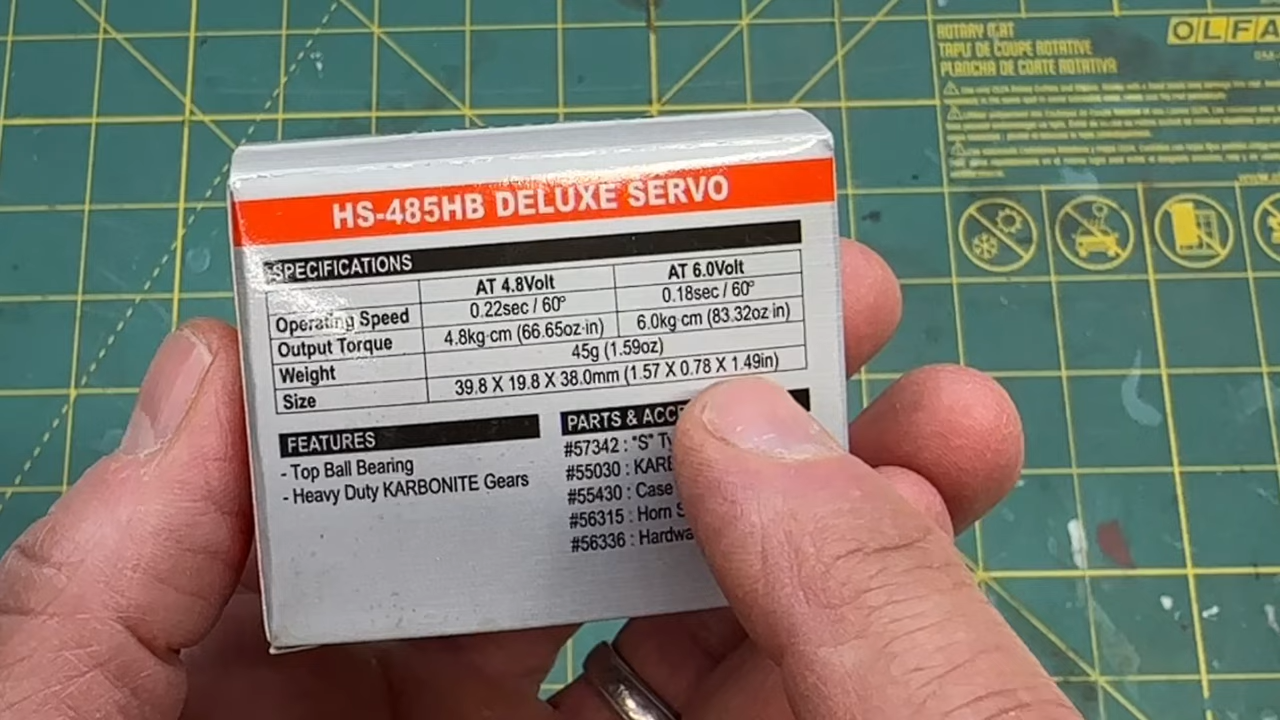 ROTARY MAT
TAPIS DE COUPE ROTATIVE
PLANCHA DE CORTE ROTATIVA
OLFA
HS-485HB DELUXE SERVO
SPECIFICATIONS
AT 4.8Volt AT 6.0Volt
Operating Speed 0.22sec / 60° 0.18sec / 60°
Output Torque 4.8kg·cm (66.65oz·in) 6.0kg·cm (83.32oz·in)
Weight 45g (1.59oz)
Size 39.8 X 19.8 X 38.0mm (1.57 X 0.78 X 1.49in)
FEATURES
- Top Ball Bearing
- Heavy Duty KARBONITE Gears
PARTS &
#57342 : "S"
#55030 :
#55430 : Case
#56315 : Horn
#56336 :